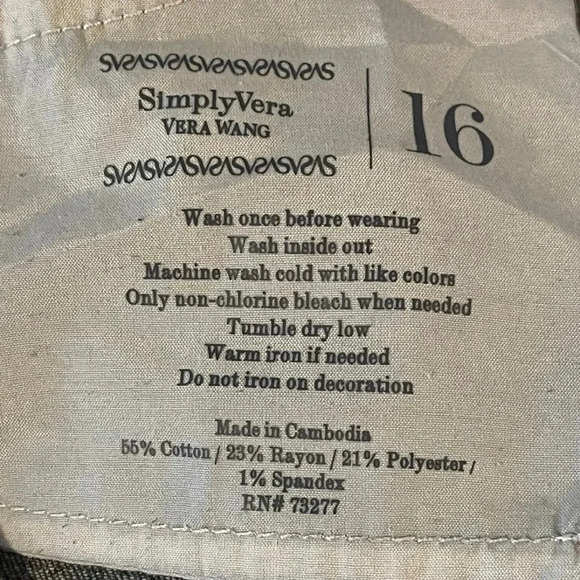 SVSVSVSVSVSVSVSVS
SimplyVera
VERA WANG
16
SVSVSVSVSVSVSVSVS
Wash once before wearing
Wash inside out
Machine wash cold with like colors
Only non-chlorine bleach when needed
Tumble dry low
Warm iron if needed
Do not iron on decoration
Made in Cambodia
55% Cotton / 23% Rayon / 21% Polyester /
1% Spandex
RN# 73277